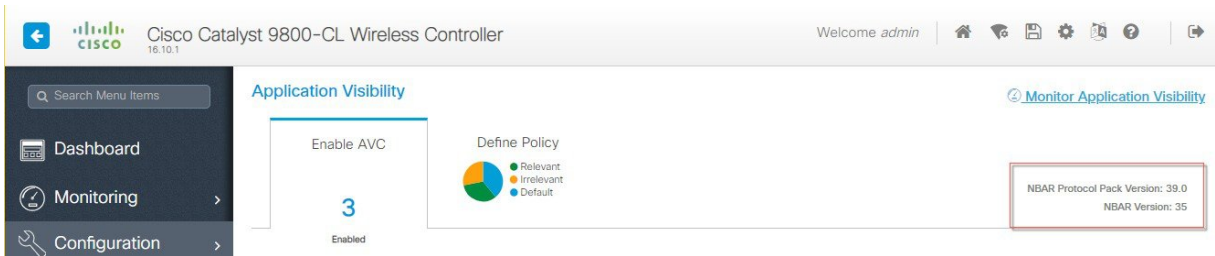 CISCO
Cisco Catalyst 9800-CL Wireless Controller
16.10.1
Welcome admin
Search Menu Items
Application Visibility
Monitor Application Visibility
Dashboard
Enable AVC
Define Policy
Relevant
Irrelevant
Default
Monitoring
3
NBAR Protocol Pack Version: 39.0
NBAR Version: 35
Configuration
Enabled